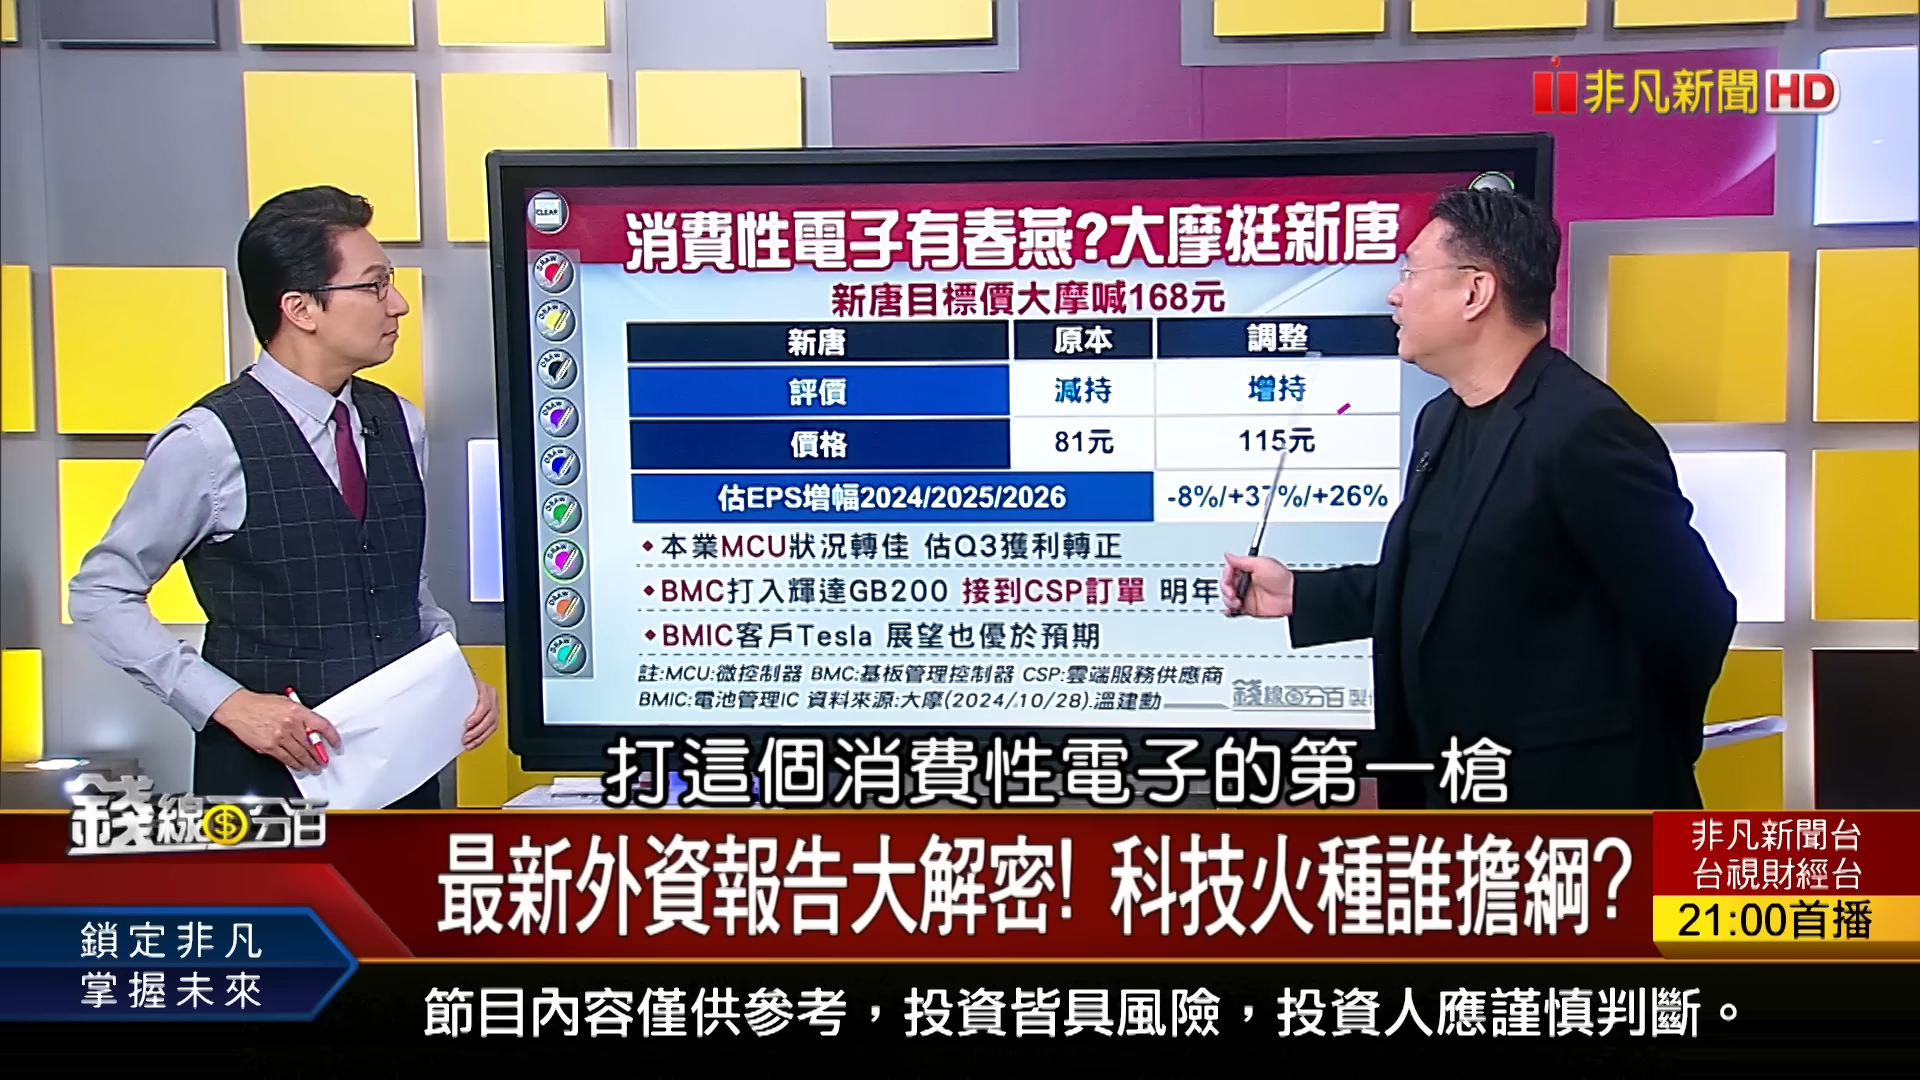 非凡新聞HD
CLEAR
消費性電子有春燕?大摩挺新唐
新唐目標價大摩喊168元
新唐 原本 調整
評價 減持 增持
價格 81元 115元
估EPS增幅2024/2025/2026 -8%/+37%/+26%
DRAW
DRAW
DRAW
DRAW
DRAW
DRAW
DRAW
DRAW
DRAW
◆本業MCU狀況轉佳 估Q3獲利轉正
◆BMC打入輝達GB200 接到CSP訂單 明年
◆BMIC客戶Tesla 展望也優於預期
註:MCU:微控制器 BMC:基板管理控制器 CSP:雲端服務供應商
BMIC:電池管理IC 資料來源:大摩(2024/10/28).溫建勳
錢線百分百 製
打這個消費性電子的第一槍
錢線百分百
最新外資報告大解密! 科技火種誰擔綱?
非凡新聞台
台視財經台
21:00首播
鎖定非凡
掌握未來
節目內容僅供參考，投資皆具風險，投資人應謹慎判斷。